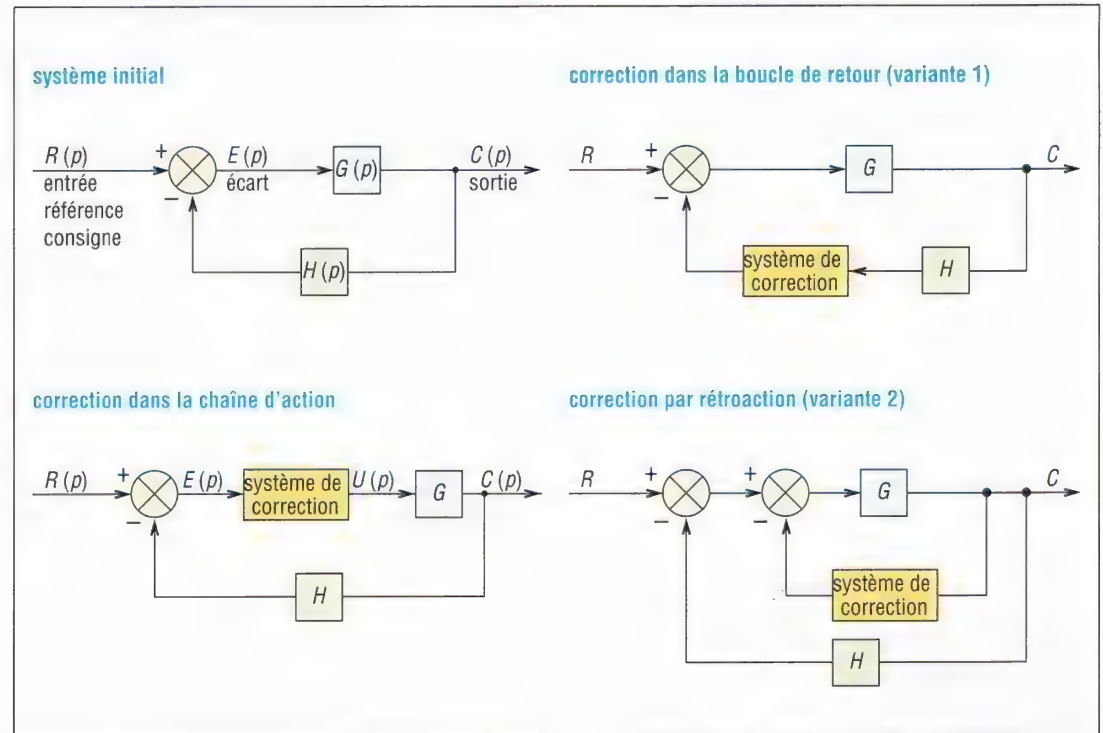 système initial
R(p)
entrée
référence
consigne
+
−
E(p)
écart
G(p)
C(p)
sortie
H(p)
correction dans la boucle de retour (variante 1)
R
+
−
G
C
système de
correction
H
correction dans la chaîne d'action
R(p)
+
−
E(p)
système de
correction
U(p)
G
C(p)
H
correction par rétroaction (variante 2)
R
+
−
+
−
G
C
système de
correction
H